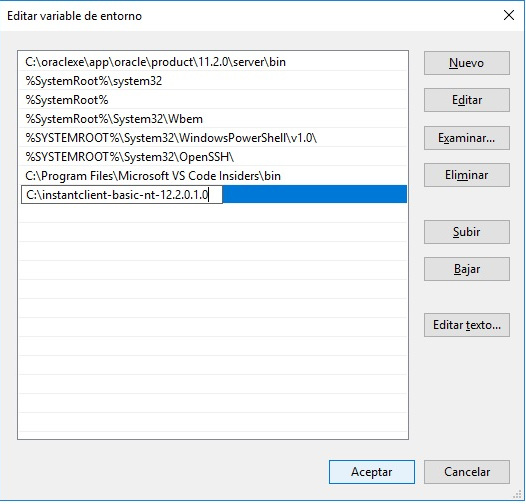 Editar variable de entorno
C:\oraclexe\app\oracle\product\11.2.0\server\bin
%SystemRoot%\system32
%SystemRoot%
%SystemRoot%\System32\Wbem
%SYSTEMROOT%\System32\WindowsPowerShell\v1.0\
%SYSTEMROOT%\System32\OpenSSH\
C:\Program Files\Microsoft VS Code Insiders\bin
C:\instantclient-basic-nt-12.2.0.1.0
Nuevo
Editar
Examinar...
Eliminar
Subir
Bajar
Editar texto...
Aceptar
Cancelar